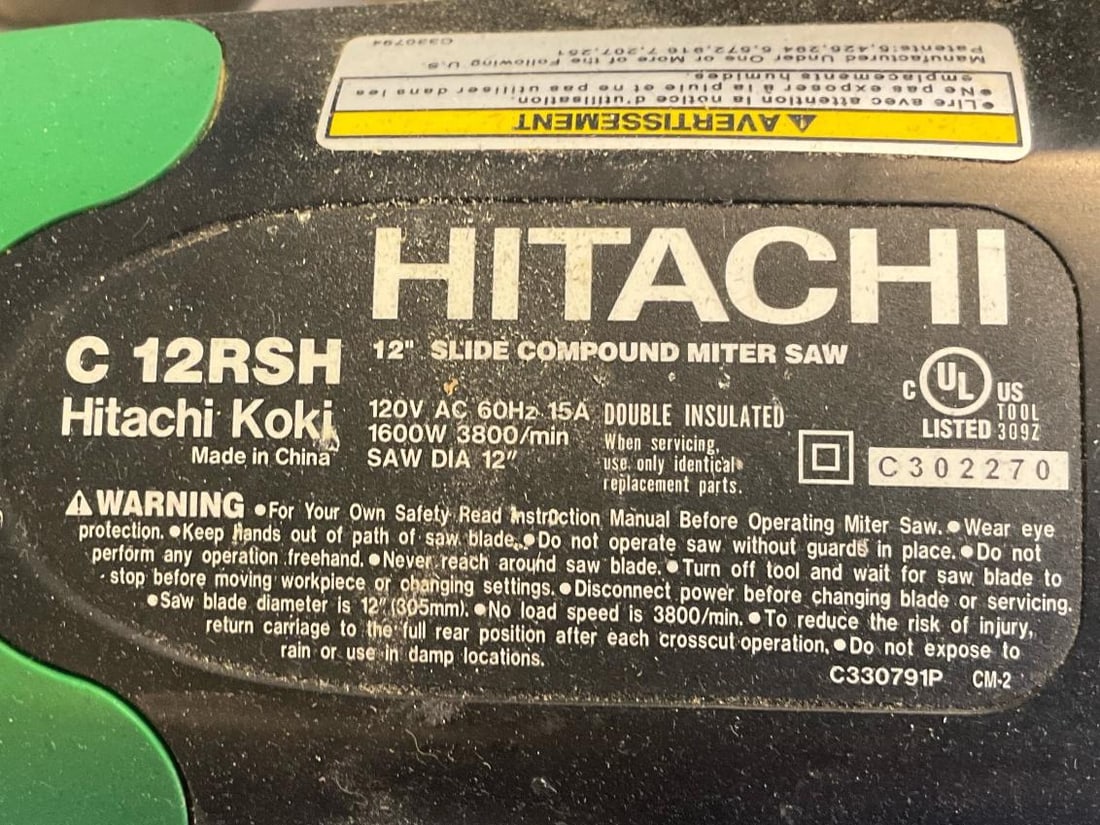 C330794
Patents:5,425,294 5,572,916 7,207,251
Manufactured Under One or More of the Following U.S.
emplacements humides.
●Ne pas exposer à la pluie et ne pas utiliser dans les
●Lire avec attention la notice d'utilisation.
⚠ AVERTISSEMENT
HITACHI
C 12RSH
12" SLIDE COMPOUND MITER SAW
Hitachi Koki
Made in China
120V AC 60Hz 15A
1600W 3800/min
SAW DIA 12"
DOUBLE INSULATED
When servicing,
use only identical
replacement parts.
C UL US
LISTED
TOOL
309Z
C302270
⚠WARNING ●For Your Own Safety Read Instruction Manual Before Operating Miter Saw. ●Wear eye
protection. ●Keep hands out of path of saw blade. ●Do not operate saw without guards in place. ●Do not
perform any operation freehand. ●Never reach around saw blade. ●Turn off tool and wait for saw blade to
stop before moving workpiece or changing settings. ●Disconnect power before changing blade or servicing.
●Saw blade diameter is 12" (305mm). ●No load speed is 3800/min. ●To reduce the risk of injury,
return carriage to the full rear position after each crosscut operation. ●Do not expose to
rain or use in damp locations.
C330791P CM-2